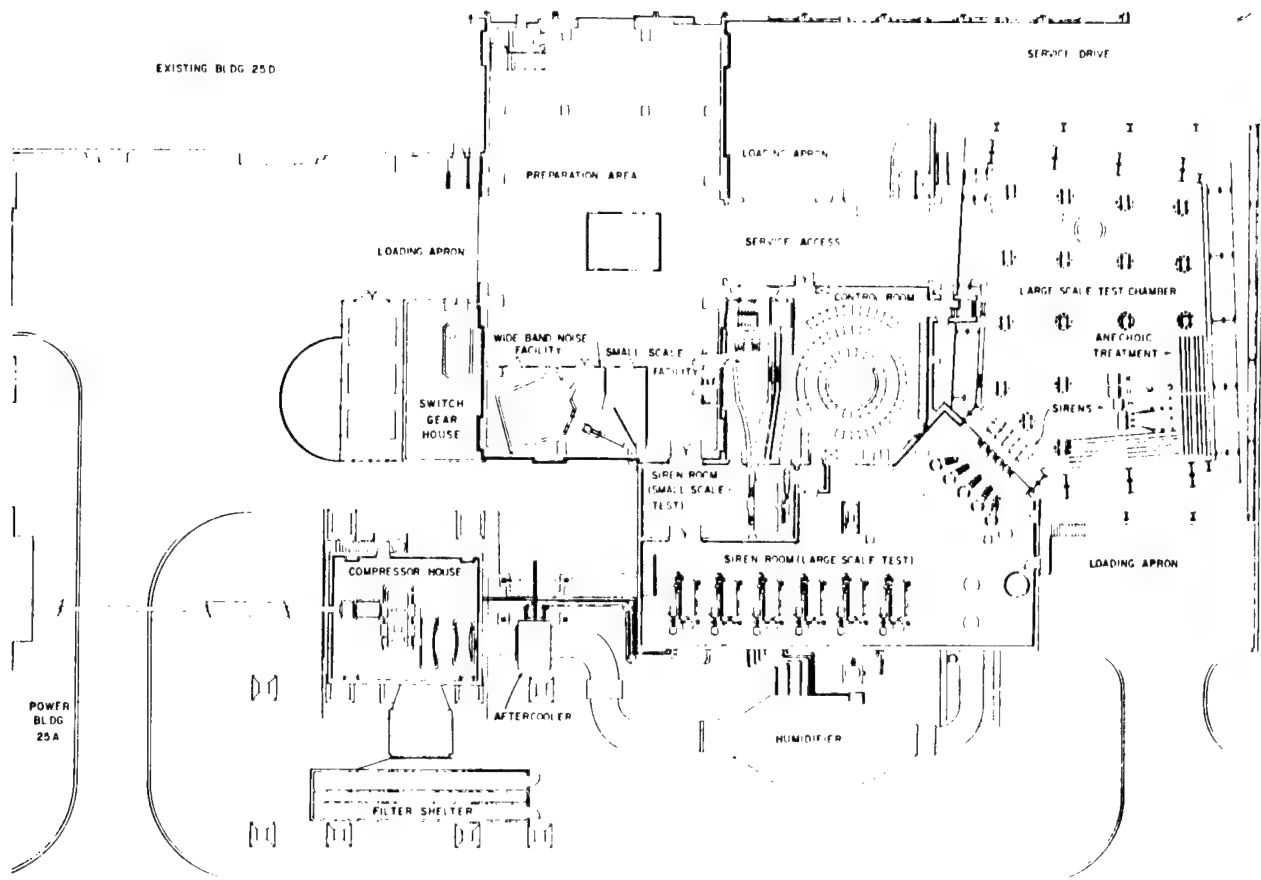 EXISTING BLDG 25D
SERVICE DRIVE
LOADING APRON
PREPARATION AREA
LOADING APRON
SERVICE ACCESS
CONTROL ROOM
LARGE SCALE TEST CHAMBER
WIDE BAND NOISE
FACILITY
SMALL SCALE
FACILITY
ANECHOIC
TREATMENT
SWITCH
GEAR
HOUSE
SIRENS
SIREN ROOM
(SMALL SCALE
TEST)
COMPRESSOR HOUSE
SIREN ROOM (LARGE SCALE TEST)
LOADING APRON
POWER
BLDG
25A
AFTERCOOLER
HUMIDIFIER
FILTER SHELTER